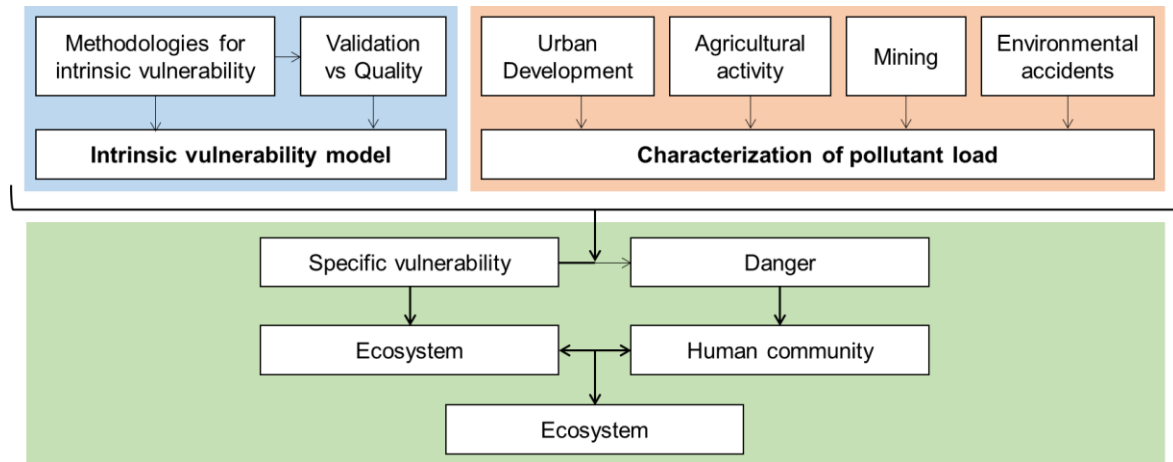 Methodologies for
intrinsic vulnerability
Validation
vs Quality
Intrinsic vulnerability model
Urban
Development
Agricultural
activity
Mining
Environmental
accidents
Characterization of pollutant load
Specific vulnerability
Danger
Ecosystem
Human community
Ecosystem